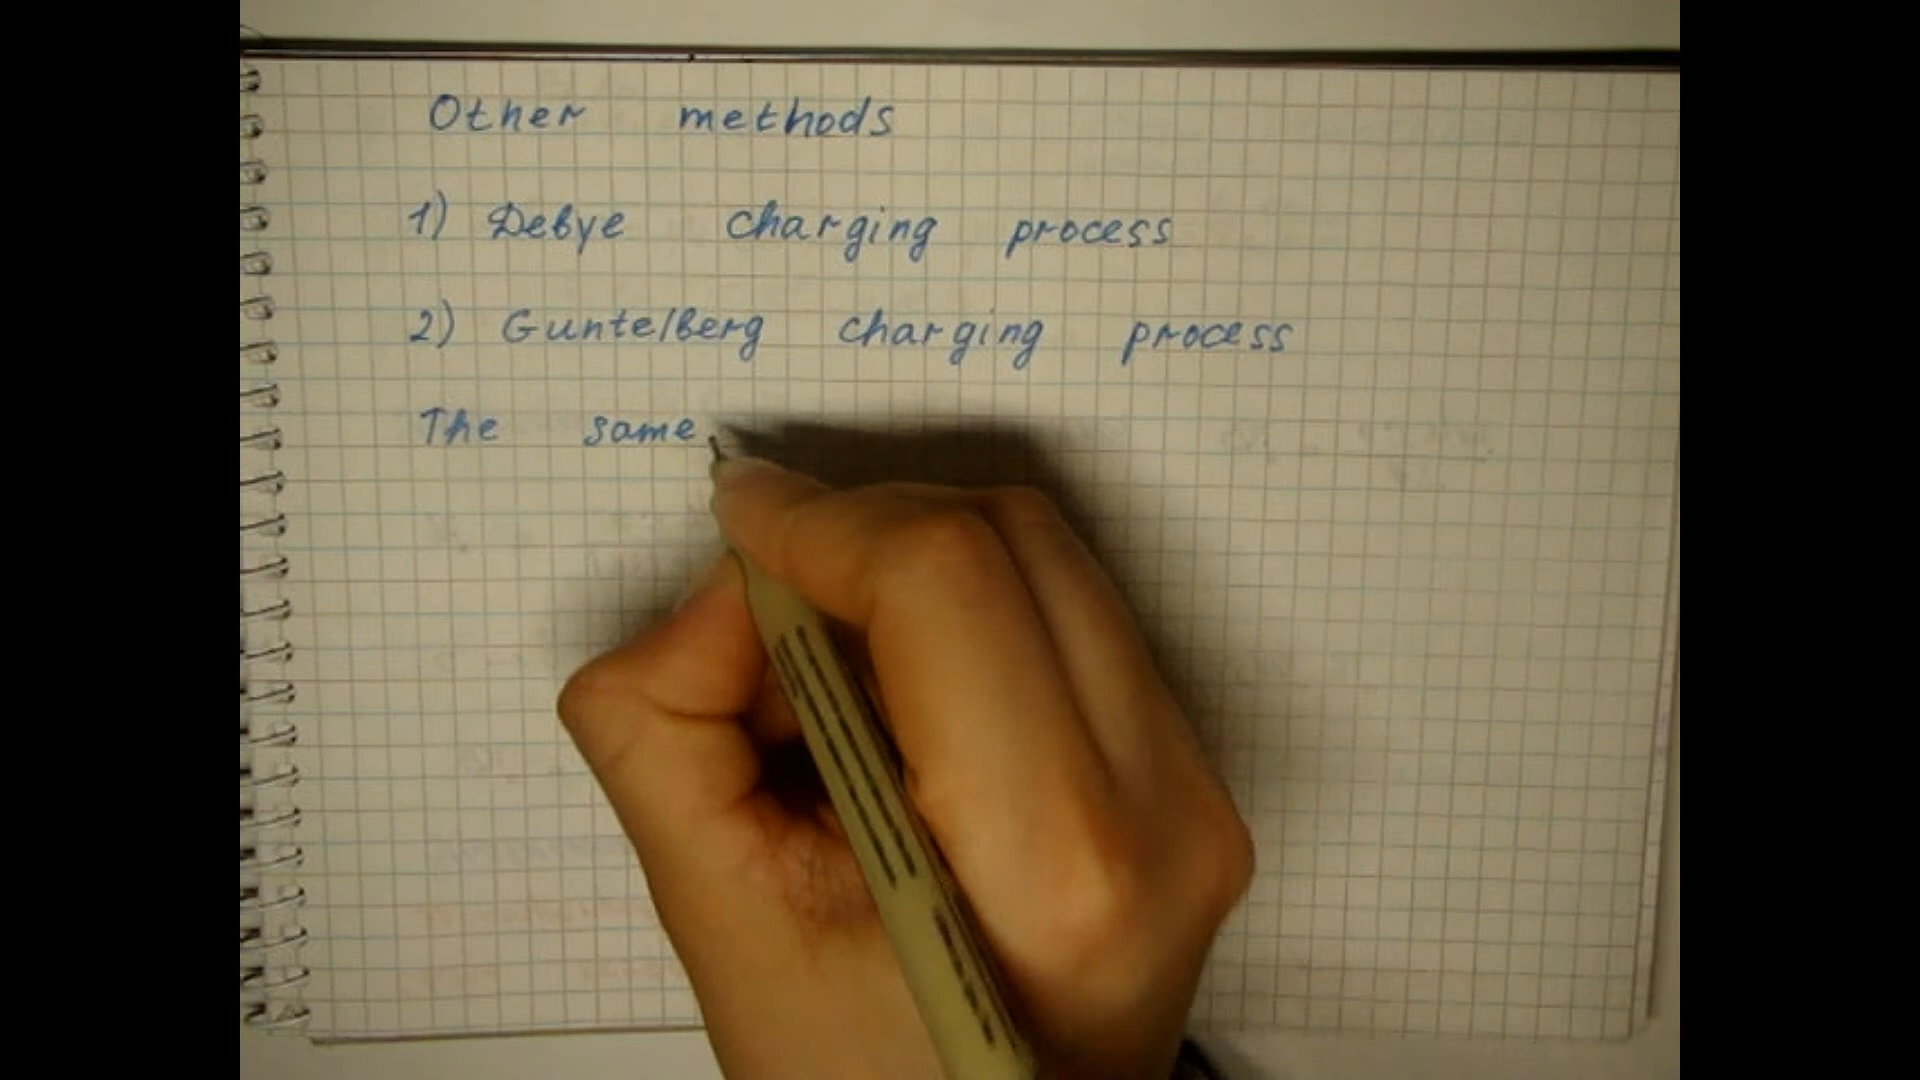 Other methods
1) Debye charging process
2) Guntelberg charging process
The same